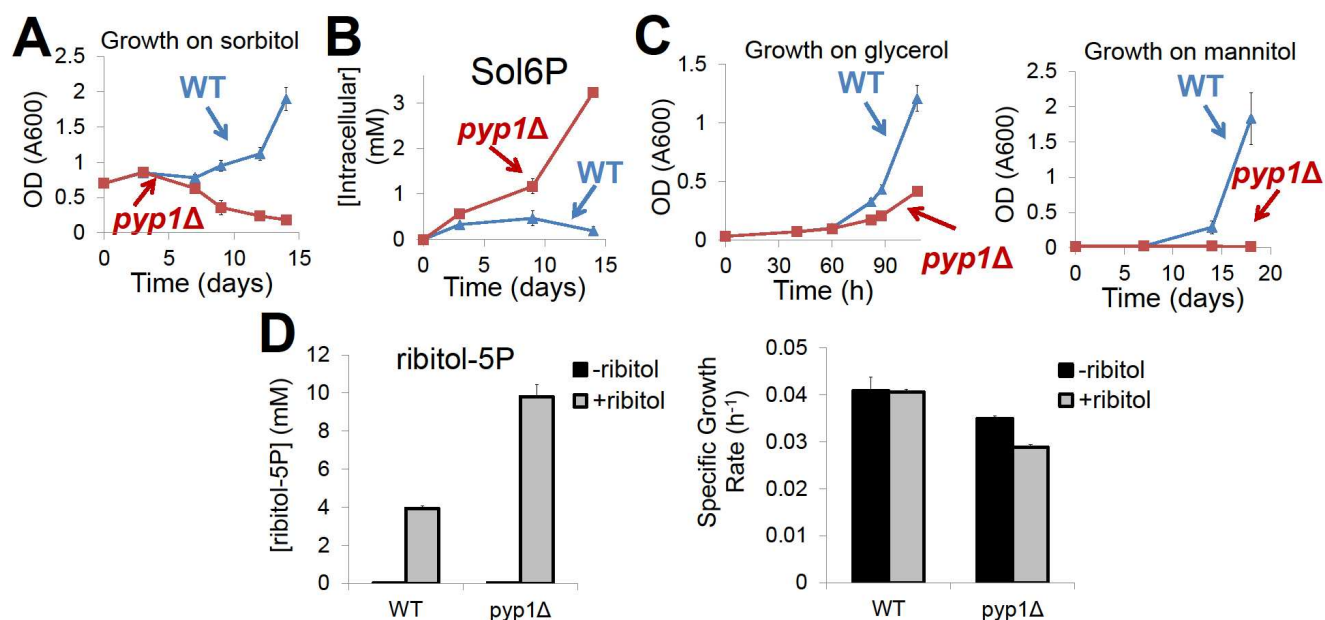 A
Growth on sorbitol
2.5
2
1.5
1
0.5
0
OD (A600)
WT
pyp1Δ
0 5 10 15
Time (days)
B
Sol6P
3
2
1
0
[Intracellular]
(mM)
pyp1Δ
WT
0 5 10 15
Time (days)
C
Growth on glycerol
1.5
1
0.5
0
OD (A600)
WT
pyp1Δ
0 30 60 90
Time (h)
Growth on mannitol
2.5
2
1.5
1
0.5
0
OD (A600)
WT
pyp1Δ
0 5 10 15 20
Time (days)
D
ribitol-5P
12
10
8
6
4
2
0
[ribitol-5P] (mM)
-ribitol
+ribitol
WT pyp1Δ
0.05
0.04
0.03
0.02
0.01
0
Specific Growth
Rate (h-1)
-ribitol
+ribitol
WT pyp1Δ